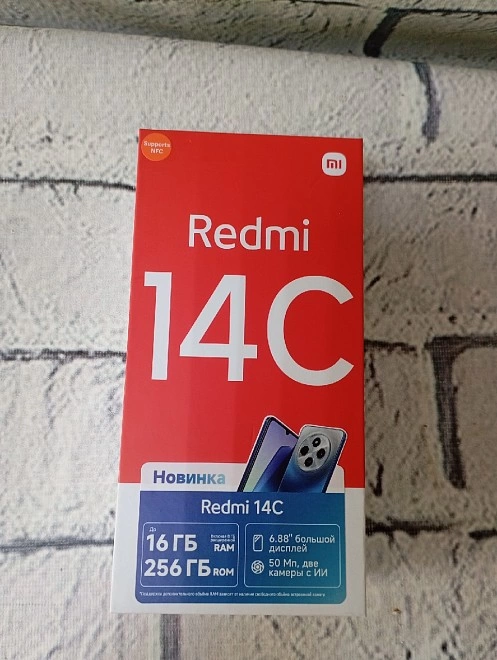 Supports
NFC
mi
Redmi
14C
Новинка
Redmi 14C
До
16 ГБ RAM
256 ГБ ROM
6.88" большой
дисплей
50 Мп, две
камеры с ИИ